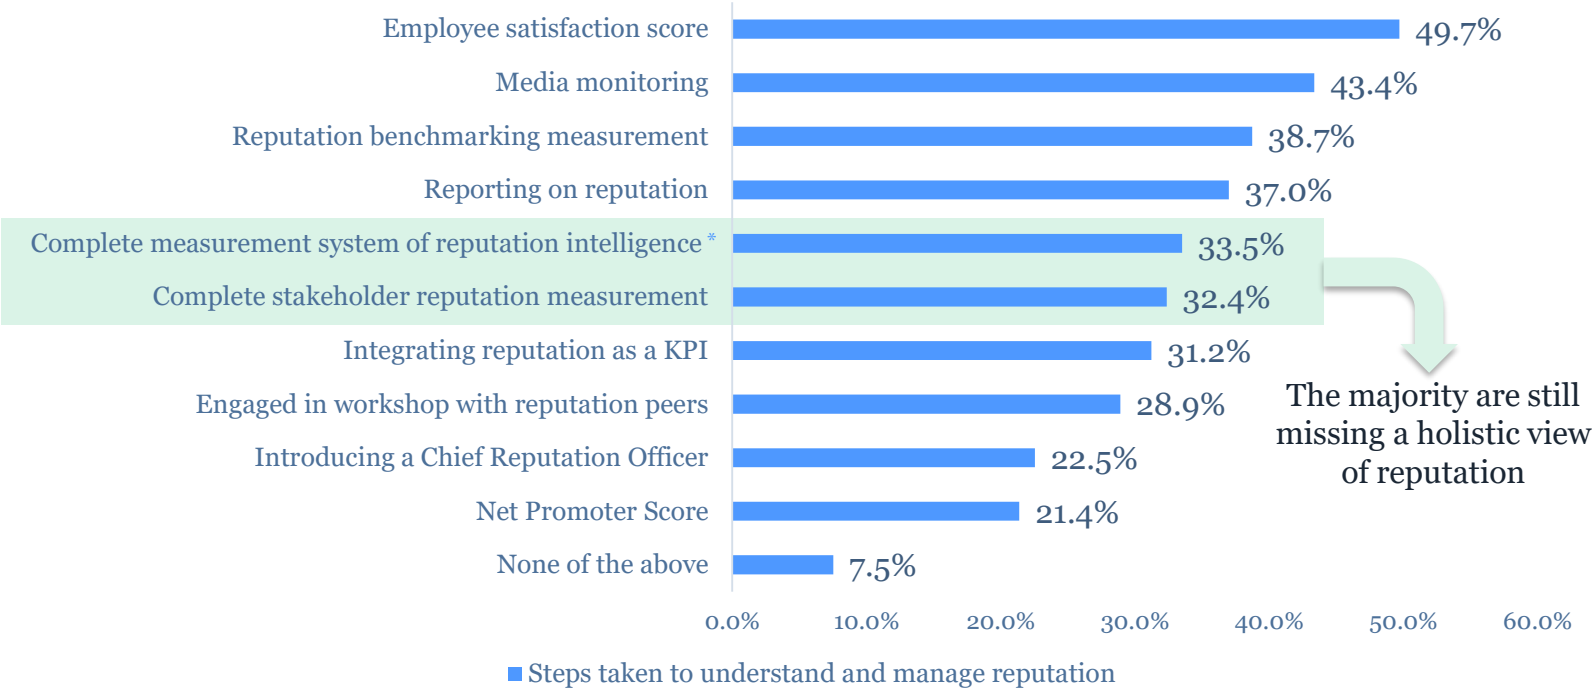 Employee satisfaction score 49.7%
Media monitoring 43.4%
Reputation benchmarking measurement 38.7%
Reporting on reputation 37.0%
Complete measurement system of reputation intelligence * 33.5%
Complete stakeholder reputation measurement 32.4%
Integrating reputation as a KPI 31.2%
Engaged in workshop with reputation peers 28.9%
Introducing a Chief Reputation Officer 22.5%
Net Promoter Score 21.4%
None of the above 7.5%
The majority are still
missing a holistic view
of reputation
0.0% 10.0% 20.0% 30.0% 40.0% 50.0% 60.0%
Steps taken to understand and manage reputation